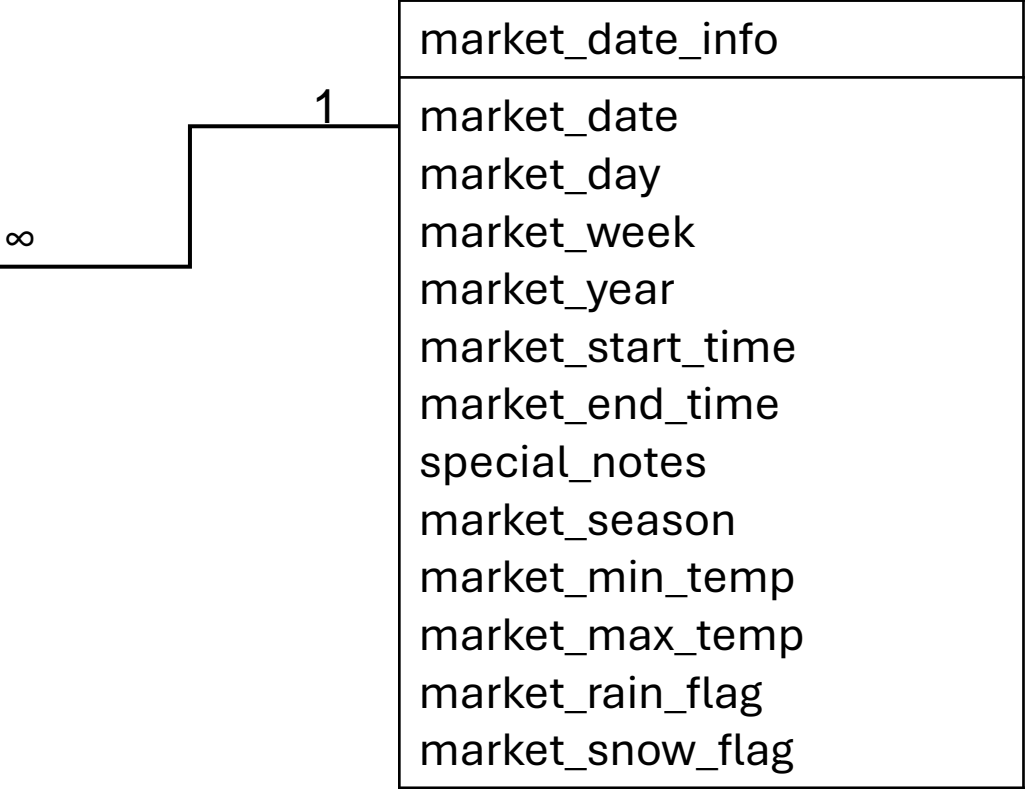 market_date_info
1
market_date
market_day
market_week
∞
market_year
market_start_time
market_end_time
special_notes
market_season
market_min_temp
market_max_temp
market_rain_flag
market_snow_flag